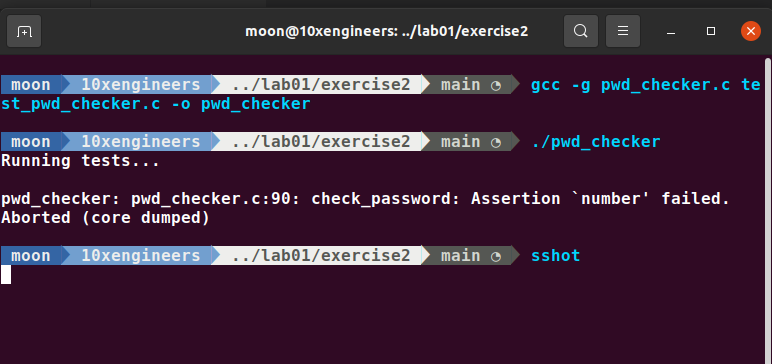 moon@10xengineers: ../lab01/exercise2
moon 10xengineers ../lab01/exercise2 main ◔ gcc -g pwd_checker.c te
st_pwd_checker.c -o pwd_checker
moon 10xengineers ../lab01/exercise2 main ◔ ./pwd_checker
Running tests...
pwd_checker: pwd_checker.c:90: check_password: Assertion `number' failed.
Aborted (core dumped)
moon 10xengineers ../lab01/exercise2 main ◔ sshot